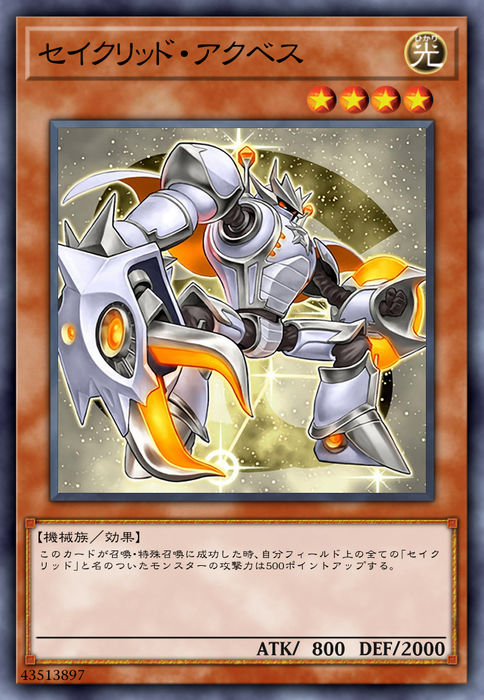 セイクリッド・アクベス
ひかり
光
【機械族/効果】
このカードが召喚・特殊召喚に成功した時、自分フィールド上の全ての「セイク
リッド」と名のついたモンスターの攻撃力は500ポイントアップする。
ATK/ 800 DEF/2000
43513897